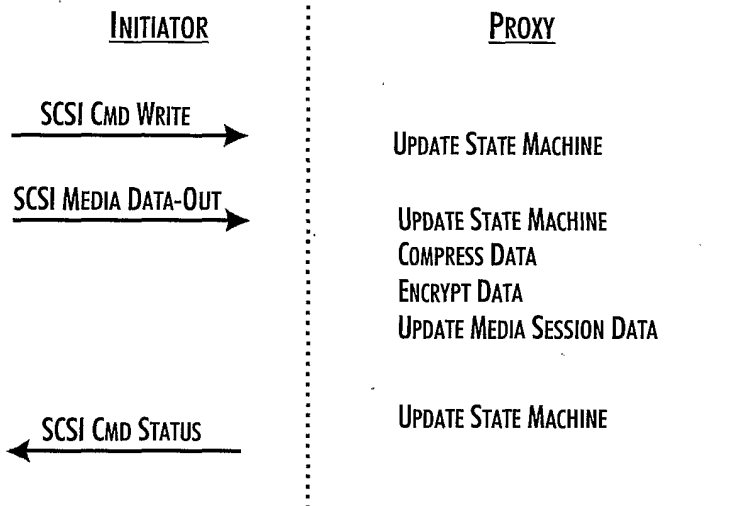 INITIATOR
PROXY
SCSI CMD WRITE
UPDATE STATE MACHINE
SCSI MEDIA DATA-OUT
UPDATE STATE MACHINE
COMPRESS DATA
ENCRYPT DATA
UPDATE MEDIA SESSION DATA
SCSI CMD STATUS
UPDATE STATE MACHINE